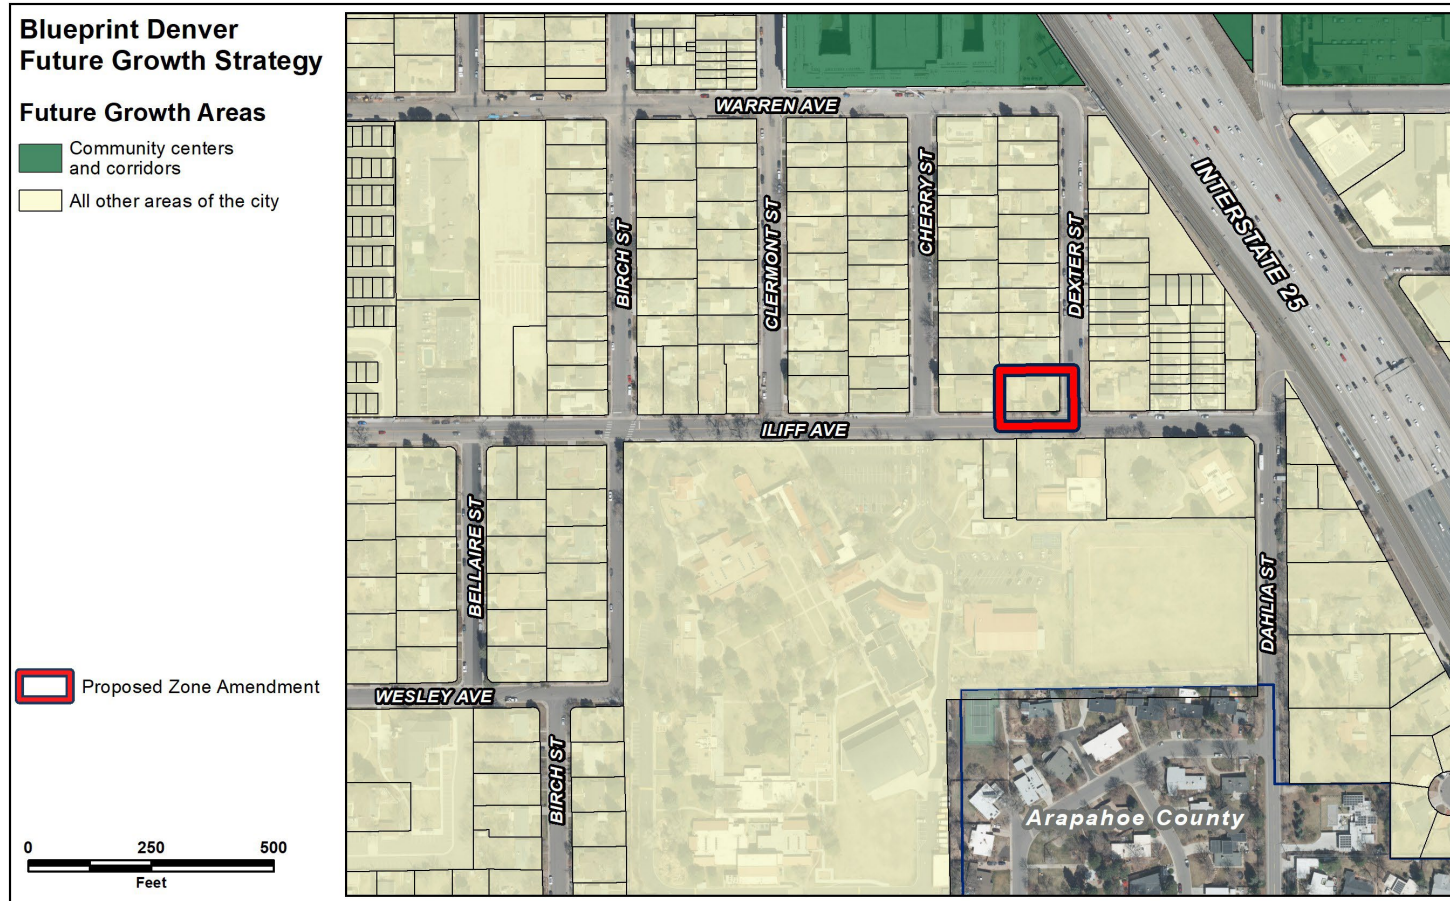 Blueprint Denver
Future Growth Strategy
Future Growth Areas
Community centers
and corridors
All other areas of the city
Proposed Zone Amendment
0 250 500
Feet
WARREN AVE
INTERSTATE 25
BIRCH ST
CLERMONT ST
CHERRY ST
DEXTER ST
ILIFF AVE
BELLAIRE ST
DAHLIA ST
WESLEY AVE
BIRCH ST
Arapahoe County